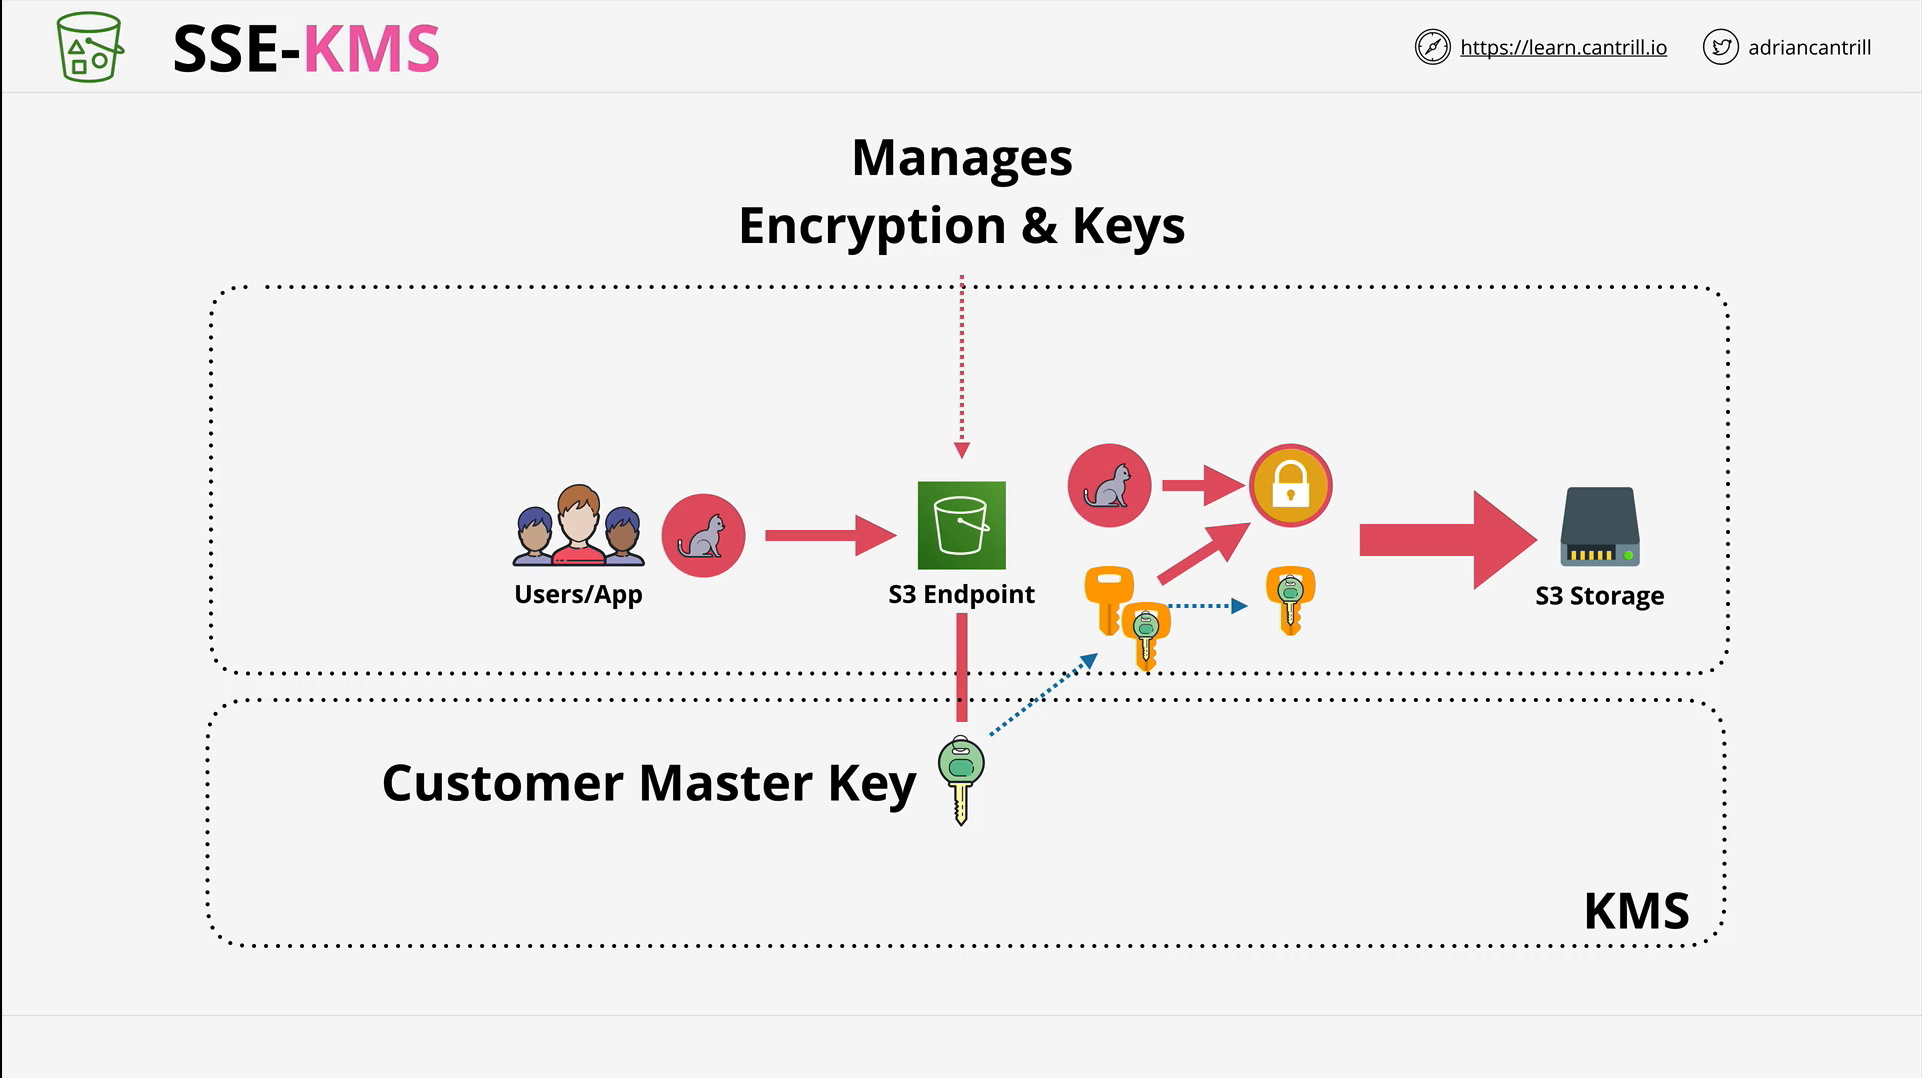 SSE-KMS
https://learn.cantrill.io
adriancantrill
Manages
Encryption & Keys
Users/App
S3 Endpoint
S3 Storage
Customer Master Key
KMS